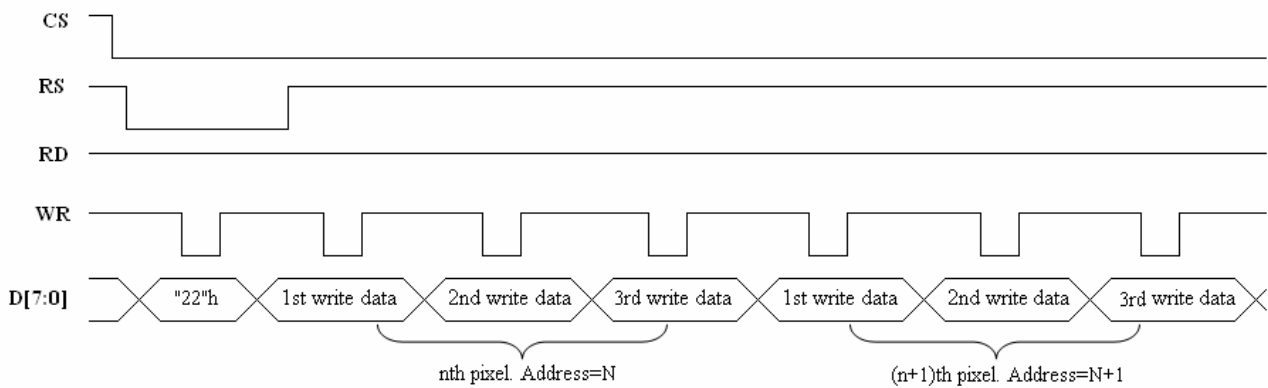 CS
RS
RD
WR
D[7:0] "22"h 1st write data 2nd write data 3rd write data 1st write data 2nd write data 3rd write data
nth pixel. Address=N (n+1)th pixel. Address=N+1